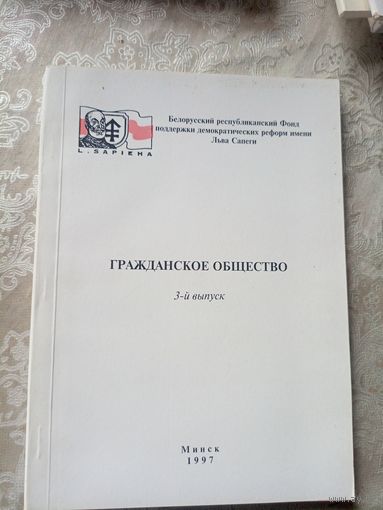 Белорусский республиканский Фонд
поддержки демократических реформ имени
Льва Сапеги
L. SAPIEHA
ГРАЖДАНСКОЕ ОБЩЕСТВО
3-й выпуск
Минск
1997